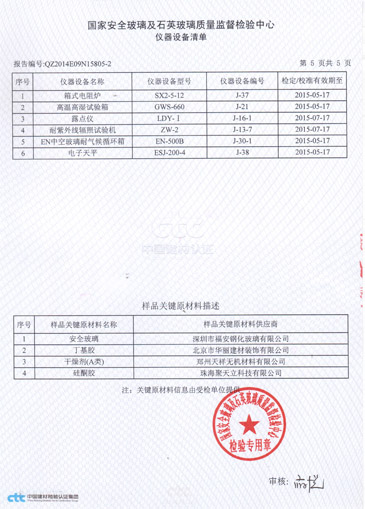 国家安全玻璃及石英玻璃质量监督检验中心
仪器设备清单
报告编号:QZ2014E09N15805-2 第 5 页共 5 页
序号 仪器设备名称 仪器设备型号 仪器设备编号 检定/校准有效期至
1 箱式电阻炉 SX2-5-12 J-37 2015-05-17
2 高温高湿试验箱 GWS-660 J-21 2015-05-17
3 露点仪 LDY-Ⅰ J-16-1 2015-07-17
4 耐紫外线辐照试验机 ZW-2 J-13-7 2015-07-31
5 EN中空玻璃耐气候循环箱 EN-500B J-30-1 2015-05-17
6 电子天平 ESJ-200-4 J-38 2015-05-17
ctc
中国建材认证
样品关键原材料描述
序号 样品关键原材料名称 样品关键原材料供应商
1 安全玻璃 深圳市福安钢化玻璃有限公司
2 丁基胶 北京市华丽建材装饰有限公司
3 干燥剂(A类) 郑州天祥无机材料有限公司
4 硅酮胶 珠海聚天立科技有限公司
注：关键原材料信息由受检单位提供
国家安全玻璃及石英玻璃质量监督检验中心
检验专用章
审核:
ctc 中国建材检验认证集团